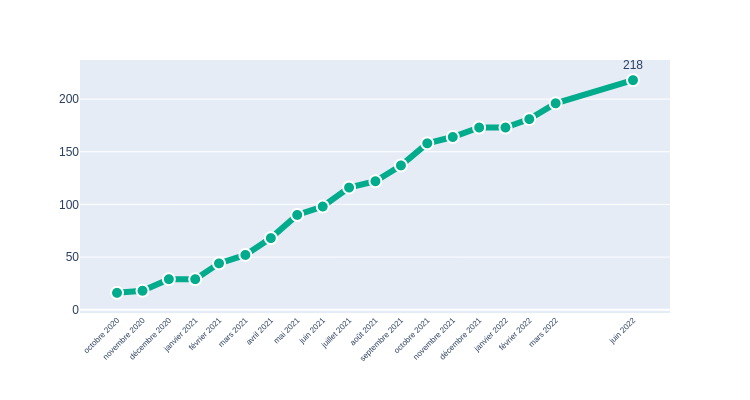 218
200
150
100
50
0
octobre 2020
novembre 2020
décembre 2020
janvier 2021
février 2021
mars 2021
avril 2021
mai 2021
juin 2021
juillet 2021
août 2021
septembre 2021
octobre 2021
novembre 2021
décembre 2021
janvier 2022
février 2022
mars 2022
juin 2022